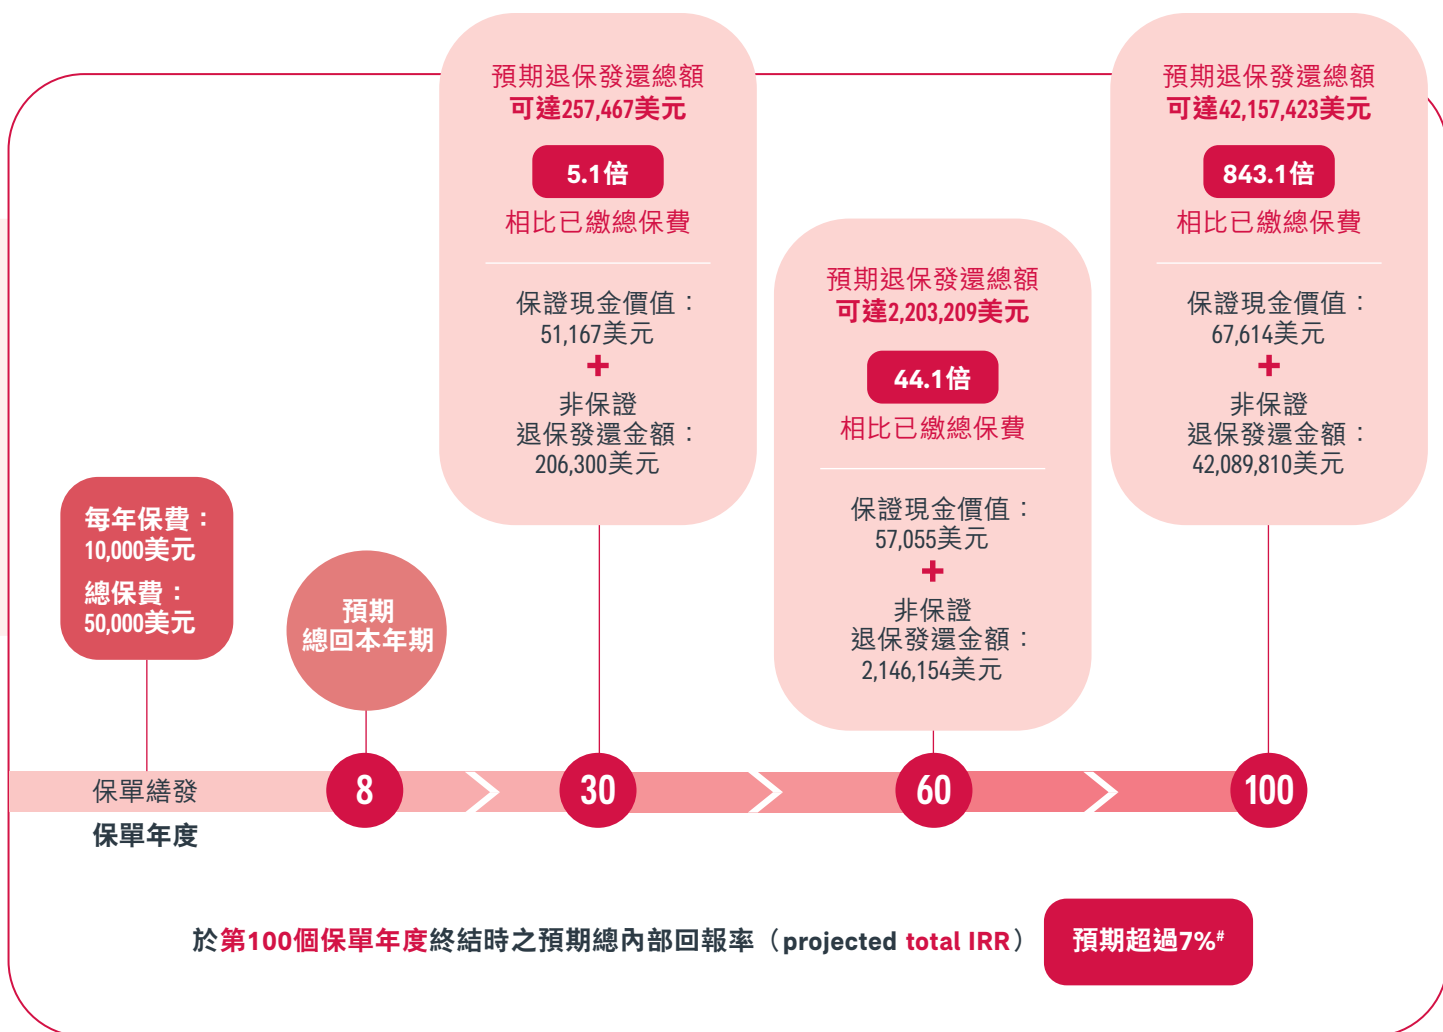 預期退保發還總額
可達257,467美元
5.1倍
相比已繳總保費
保證現金價值：
51,167美元
+
非保證
退保發還金額：
206,300美元
預期退保發還總額
可達2,203,209美元
44.1倍
相比已繳總保費
保證現金價值：
57,055美元
+
非保證
退保發還金額：
2,146,154美元
預期退保發還總額
可達42,157,423美元
843.1倍
相比已繳總保費
保證現金價值：
67,614美元
+
非保證
退保發還金額：
42,089,810美元
每年保費：
10,000美元
總保費：
50,000美元
預期
總回本年期
保單繕發
8
30
60
100
保單年度
於第100個保單年度終結時之預期總內部回報率（projected total IRR）
預期超過7%#